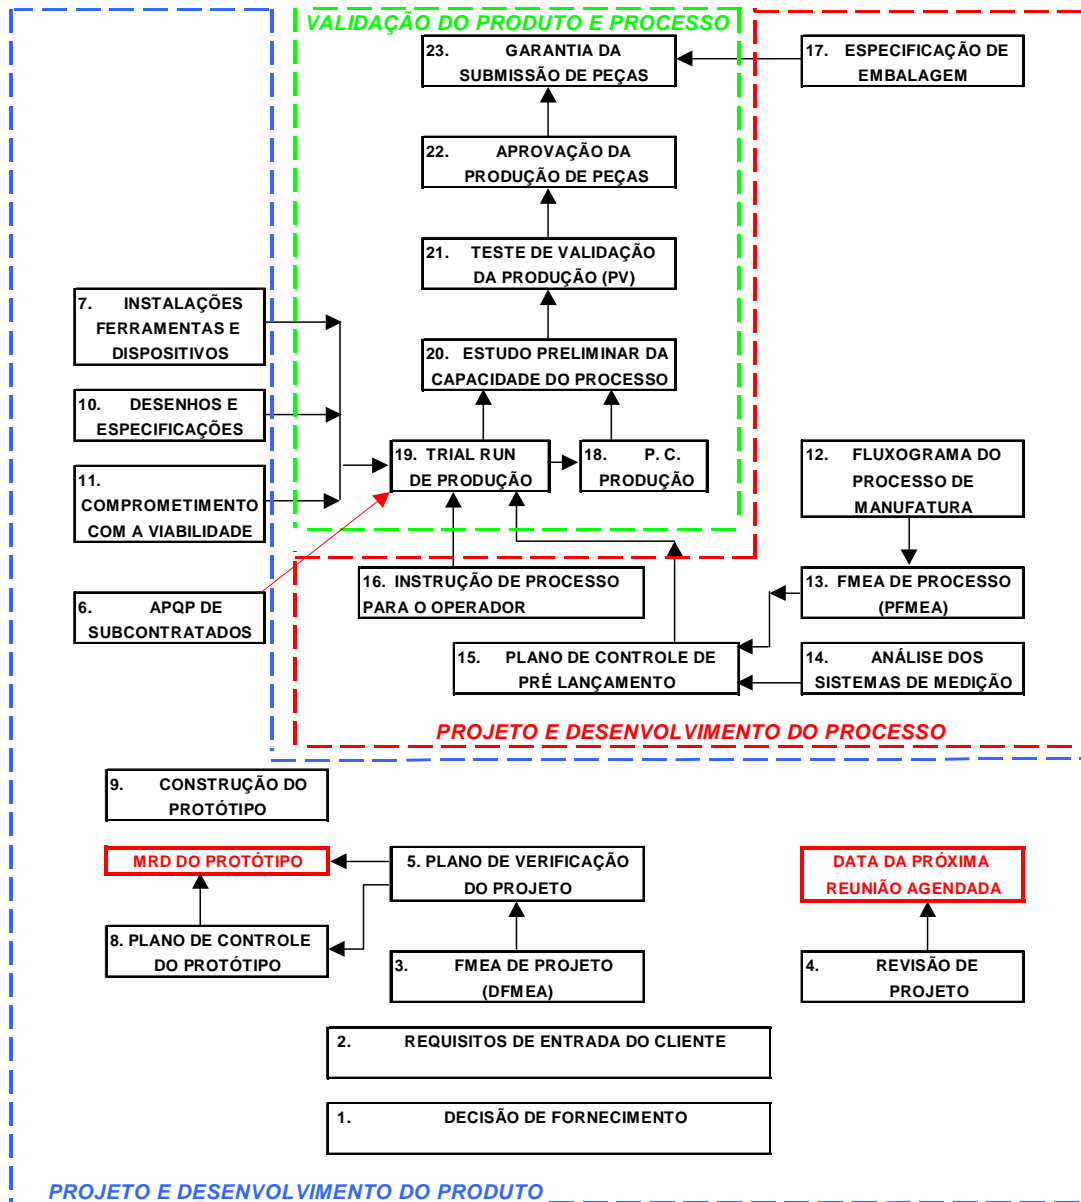 VALIDAÇÃO DO PRODUTO E PROCESSO
23. GARANTIA DA
SUBMISSÃO DE PEÇAS
17. ESPECIFICAÇÃO DE
EMBALAGEM
22. APROVAÇÃO DA
PRODUÇÃO DE PEÇAS
21. TESTE DE VALIDAÇÃO
DA PRODUÇÃO (PV)
7. INSTALAÇÕES
FERRAMENTAS E
DISPOSITIVOS
20. ESTUDO PRELIMINAR DA
CAPACIDADE DO PROCESSO
10. DESENHOS E
ESPECIFICAÇÕES
19. TRIAL RUN
DE PRODUÇÃO
18. P. C.
PRODUÇÃO
12. FLUXOGRAMA DO
PROCESSO DE
MANUFATURA
11.
COMPROMETIMENTO
COM A VIABILIDADE
16. INSTRUÇÃO DE PROCESSO
PARA O OPERADOR
13. FMEA DE PROCESSO
(PFMEA)
6. APQP DE
SUBCONTRATADOS
15. PLANO DE CONTROLE DE
PRÉ LANÇAMENTO
14. ANÁLISE DOS
SISTEMAS DE MEDIÇÃO
PROJETO E DESENVOLVIMENTO DO PROCESSO
9. CONSTRUÇÃO DO
PROTÓTIPO
MRD DO PROTÓTIPO
5. PLANO DE VERIFICAÇÃO
DO PROJETO
DATA DA PRÓXIMA
REUNIÃO AGENDADA
8. PLANO DE CONTROLE
DO PROTÓTIPO
3. FMEA DE PROJETO
(DFMEA)
4. REVISÃO DE
PROJETO
2. REQUISITOS DE ENTRADA DO CLIENTE
1. DECISÃO DE FORNECIMENTO
PROJETO E DESENVOLVIMENTO DO PRODUTO